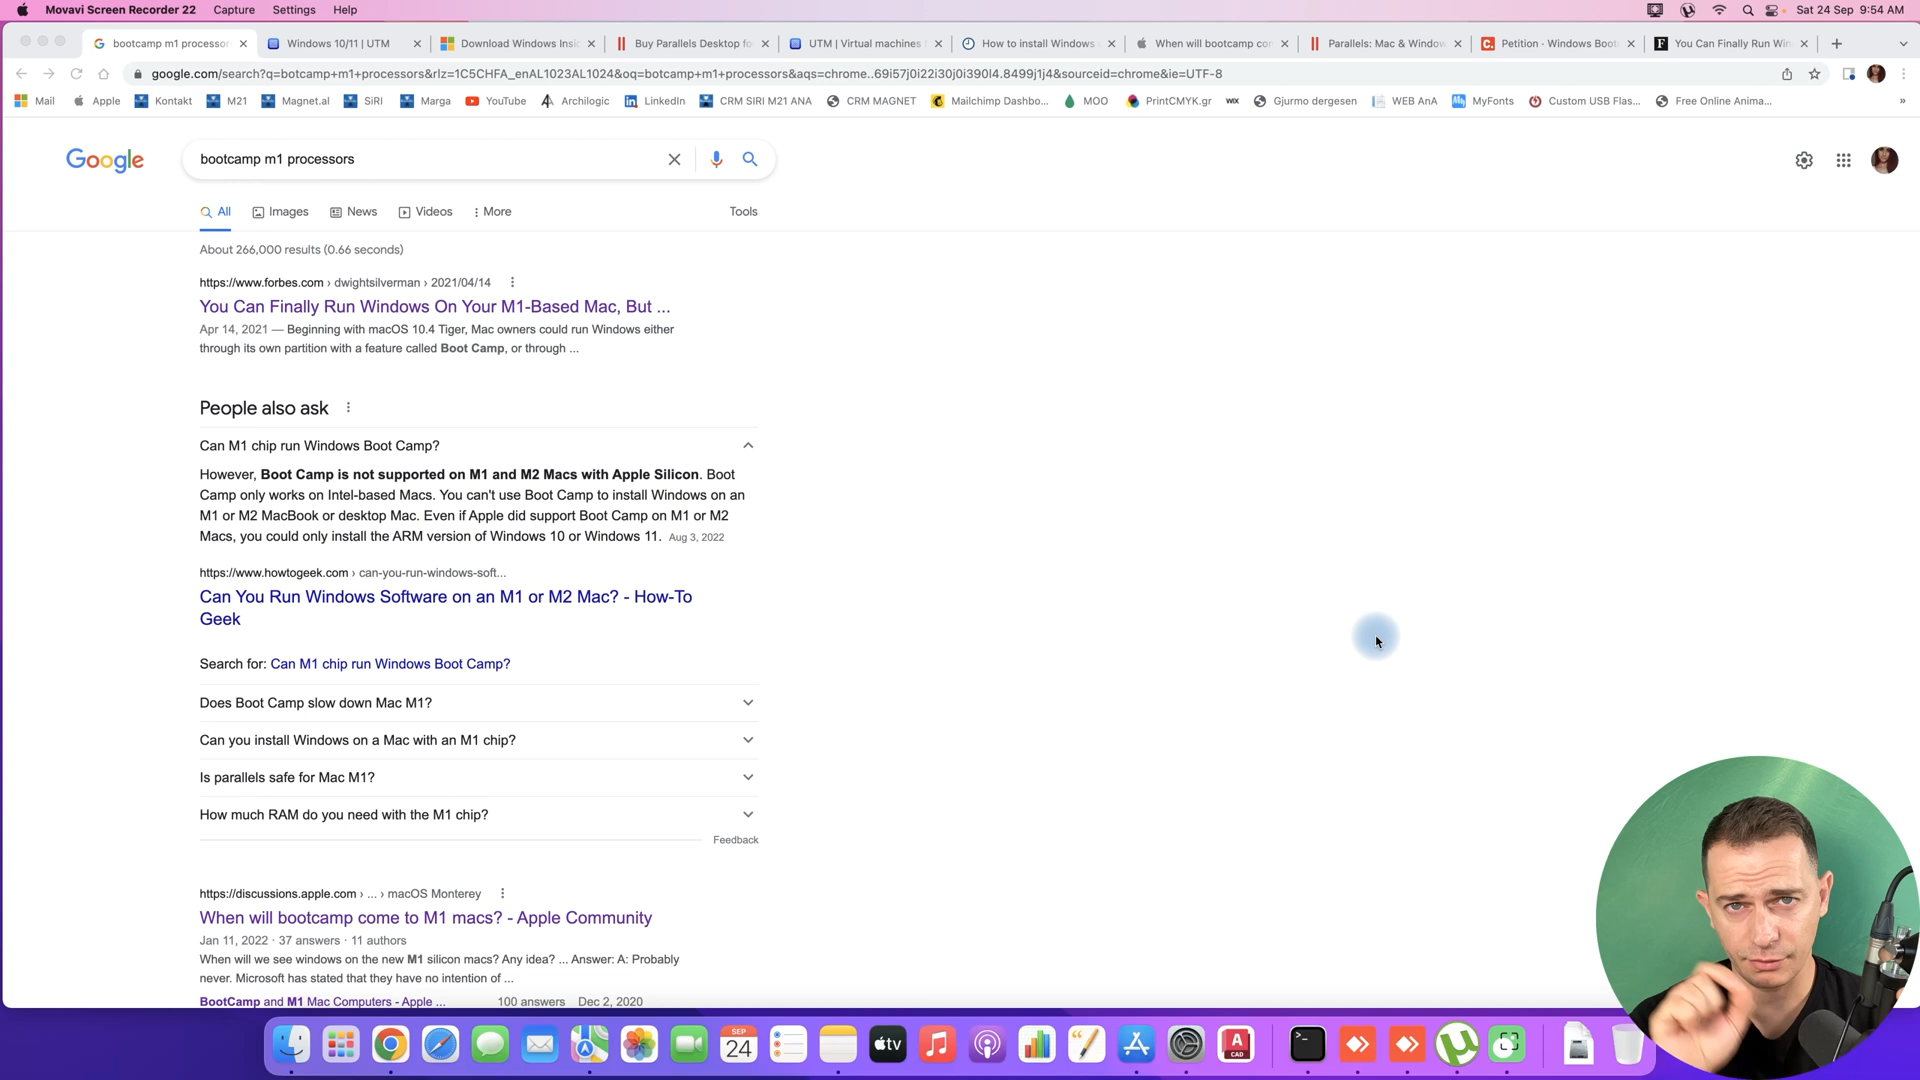 Movavi Screen Recorder 22 Capture Settings Help Sat 24 Sep 9:54 AM
bootcamp m1 processor Windows 10/11 | UTM Download Windows Insi Buy Parallels Desktop fo UTM | Virtual machines How to install Windows When will bootcamp co Parallels: Mac & Window Petition · Windows Boot You Can Finally Run Win
google.com/search?q=botcamp+m1+processors&rlz=1C5CHFA_enAL1023AL1024&oq=botcamp+m1+processors&aqs=chrome..69i57j0i22i30j0i390l4.8499j1j4&sourceid=chrome&ie=UTF-8
Mail Apple Kontakt M21 Magnet.al SiRI Marga YouTube Archilogic LinkedIn CRM SIRI M21 ANA CRM MAGNET Mailchimp Dashbo... MOO PrintCMYK.gr WIX Gjurmo dergesen WEB AnA MyFonts Custom USB Flas... Free Online Anima... »
Google bootcamp m1 processors
All Images News Videos More Tools
About 266,000 results (0.66 seconds)
https://www.forbes.com › dwightsilverman › 2021/04/14
You Can Finally Run Windows On Your M1-Based Mac, But ...
Apr 14, 2021 — Beginning with macOS 10.4 Tiger, Mac owners could run Windows either
through its own partition with a feature called Boot Camp, or through ...
People also ask
Can M1 chip run Windows Boot Camp?
However, Boot Camp is not supported on M1 and M2 Macs with Apple Silicon. Boot
Camp only works on Intel-based Macs. You can't use Boot Camp to install Windows on an
M1 or M2 MacBook or desktop Mac. Even if Apple did support Boot Camp on M1 or M2
Macs, you could only install the ARM version of Windows 10 or Windows 11. Aug 3, 2022
https://www.howtogeek.com › can-you-run-windows-soft...
Can You Run Windows Software on an M1 or M2 Mac? - How-To
Geek
Search for: Can M1 chip run Windows Boot Camp?
Does Boot Camp slow down Mac M1?
Can you install Windows on a Mac with an M1 chip?
Is parallels safe for Mac M1?
How much RAM do you need with the M1 chip?
Feedback
https://discussions.apple.com › ... › macOS Monterey
When will bootcamp come to M1 macs? - Apple Community
Jan 11, 2022 · 37 answers · 11 authors
When will we see windows on the new M1 silicon macs? Any idea? ... Answer: A: Probably
never. Microsoft has stated that they have no intention of ...
BootCamp and M1 Mac Computers - Apple ... 100 answers Dec 2, 2020
SEP
24
tv
A
CAD